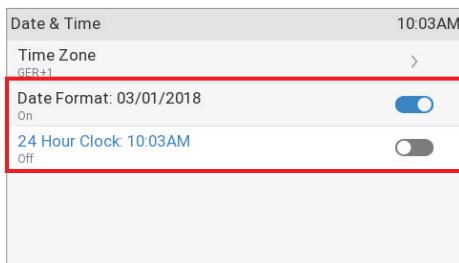 Date & Time 10:03AM
Time Zone
GER+1
Date Format: 03/01/2018
On
24 Hour Clock: 10:03AM
Off